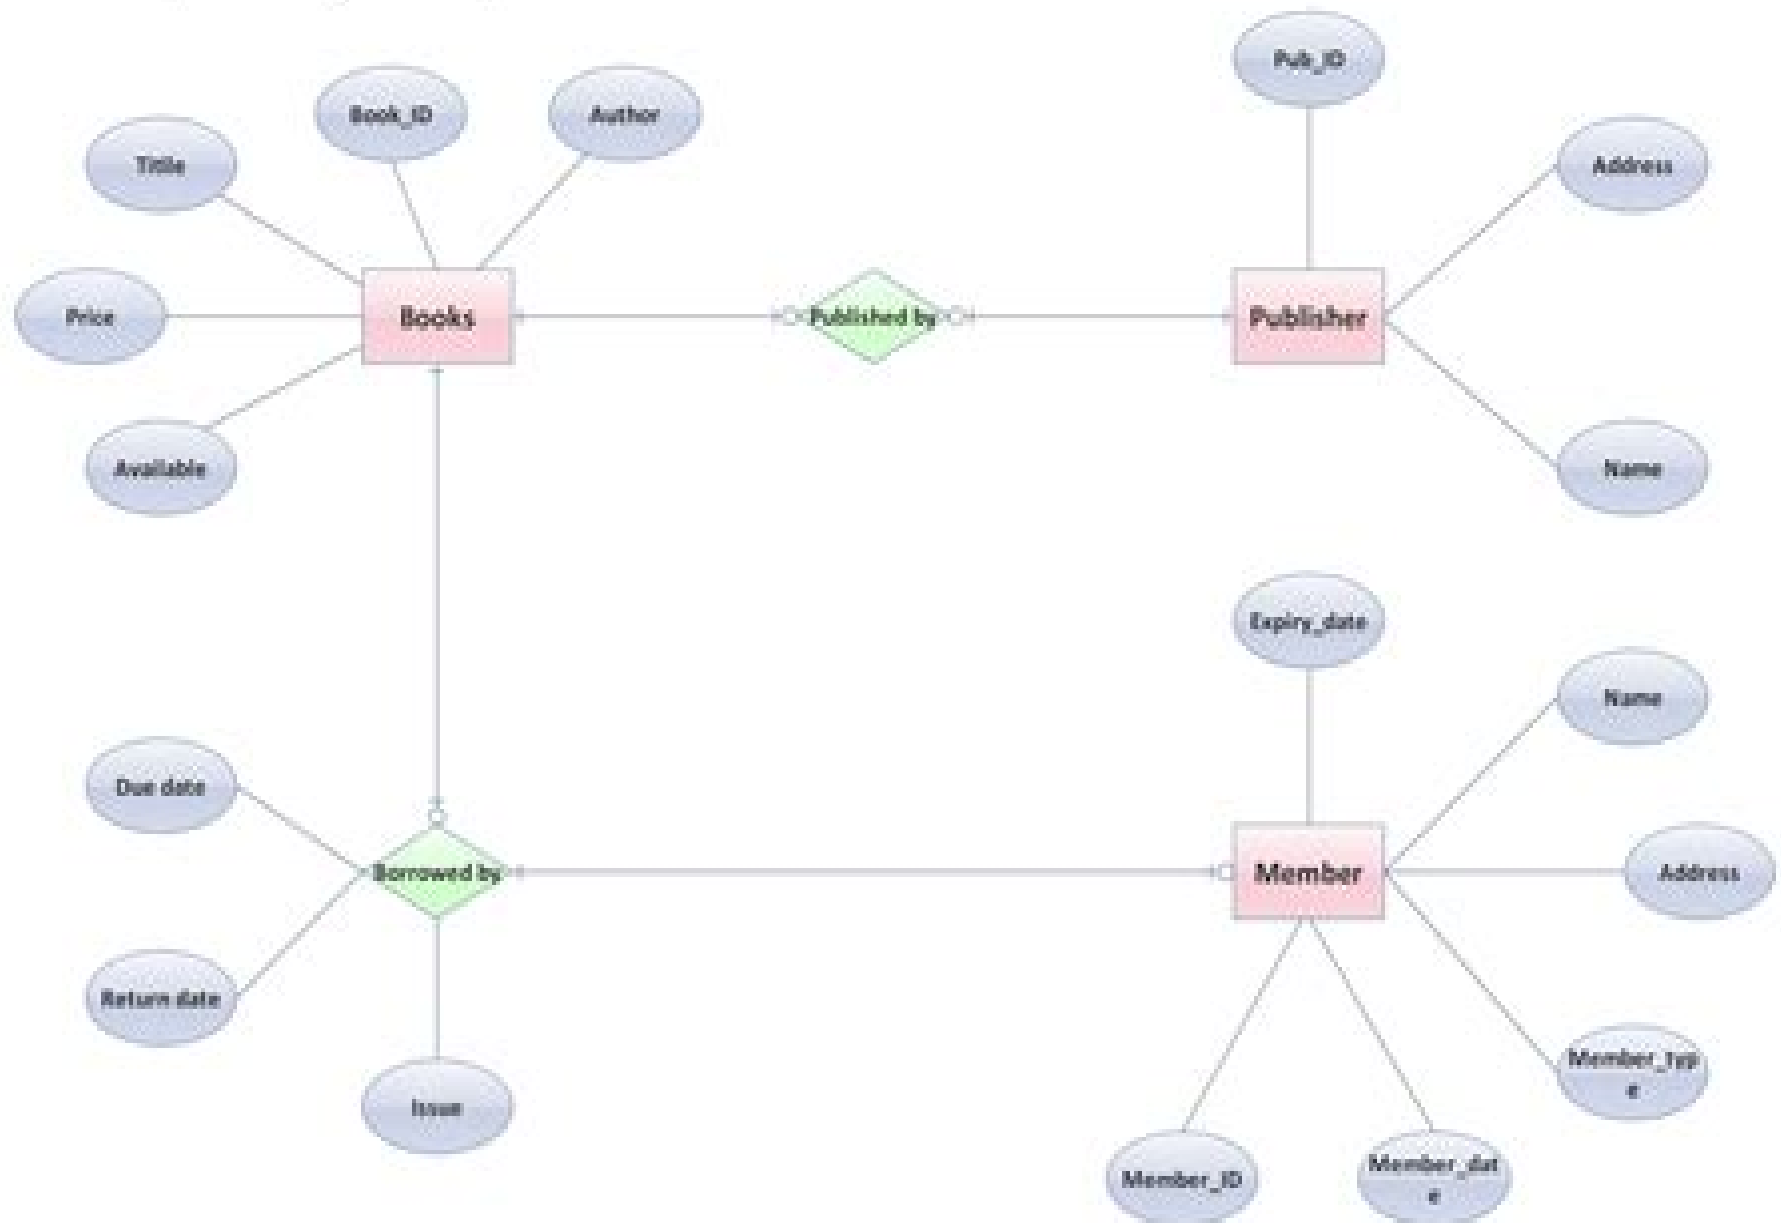 Pub_ID
Book_ID
Author
Titile
Address
Price
Books
Published by
Publisher
Available
Name
Expiry_date
Name
Due date
Borrowed by
Member
Address
Return date
Member_typ
e
Issue
Member_ID
Member_dat
e